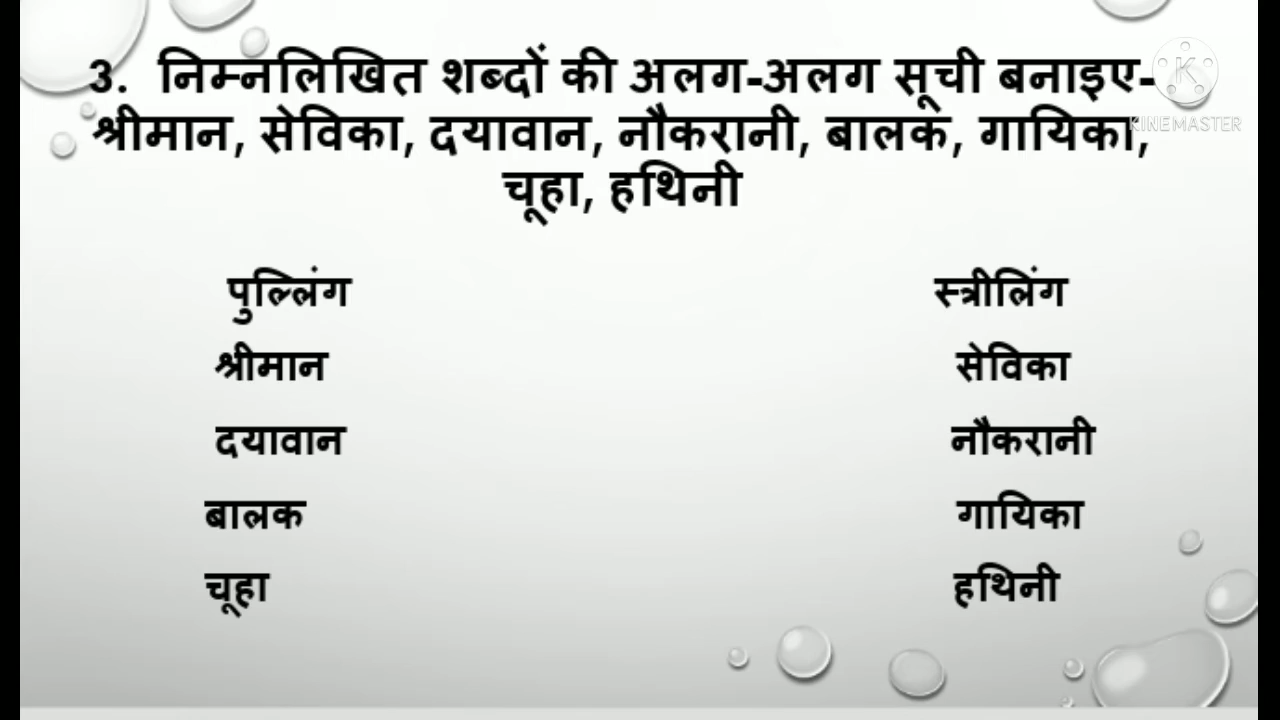 3. निम्नलिखित शब्दों की अलग-अलग सूची बनाइए-
श्रीमान, सेविका, दयावान, नौकरानी, बालक, गायिका,
चूहा, हथिनी
पुल्लिंग स्त्रीलिंग
श्रीमान सेविका
दयावान नौकरानी
बालक गायिका
चूहा हथिनी
K
KINEMASTER